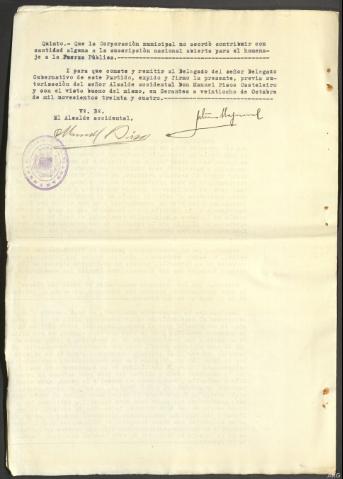 Quinto.- Que la Corporación municipal no acordó contribuir con
cantidad alguna a la suscripción nacional abierta para el homena-
je a la Fuerza Pública.
I para que conste y remitir al Delegado del señor Delegado
Gubernativo de este Partido, expido y firmo la presente, previa au-
torización del señor Alcalde accidental Don Manuel Pisos Casteleiro
y con el visto bueno del mismo, en Cervantes a veintiocho de Octubre
de mil novecientos treinta y cuatro.
Vº. Bº.
El Alcalde accidental,
Manuel